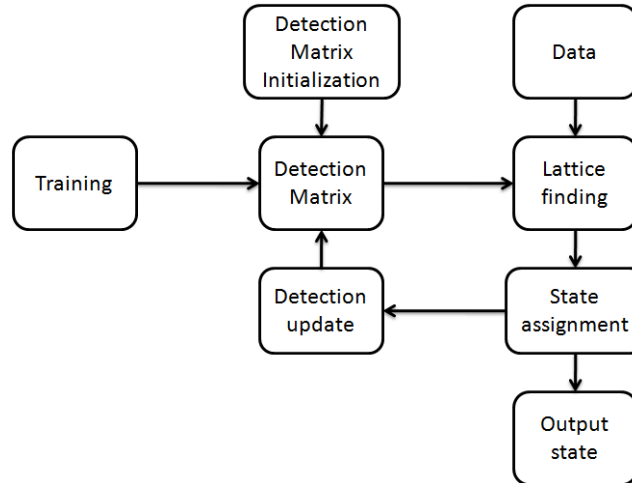 Detection
Matrix
Initialization
Data
Training
Detection
Matrix
Lattice
finding
Detection
update
State
assignment
Output
state